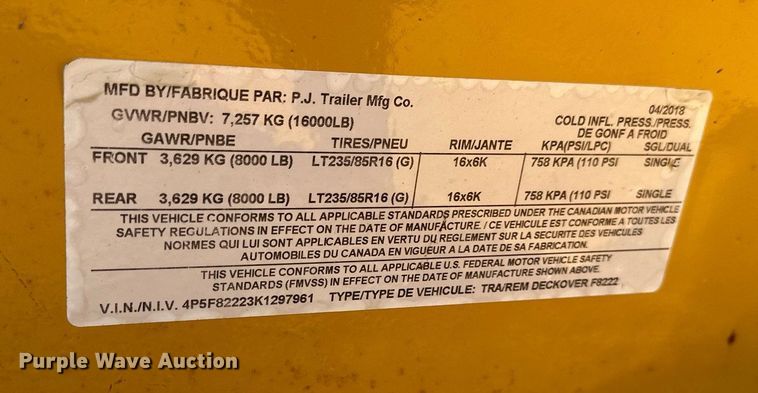 MFD BY/FABRIQUE PAR: P.J. Trailer Mfg Co.
04/2018
GVWR/PNBV: 7,257 KG (16000LB)
COLD INFL. PRESS./PRESS. DE GONF A FROID
GAWR/PNBE TIRES/PNEU RIM/JANTE KPA(PSI/LPC) SGL/DUAL
FRONT 3,629 KG (8000 LB) LT235/85R16 (G) 16x6K 758 KPA (110 PSI SINGLE
REAR 3,629 KG (8000 LB) LT235/85R16 (G) 16x6K 758 KPA (110 PSI SINGLE
THIS VEHICLE CONFORMS TO ALL APPLICABLE STANDARDS PRESCRIBED UNDER THE CANADIAN MOTOR VEHICLE
SAFETY REGULATIONS IN EFFECT ON THE DATE OF MANUFACTURE. / CE VEHICULE EST CONFORME A TOUTES LES
NORMES QUI LUI SONT APPLICABLES EN VERTU DU REGLEMENT SUR LA SECURITE DES VEHICULES
AUTOMOBILES DU CANADA EN VIGUEUR A LA DATE DE SA FABRICATION.
THIS VEHICLE CONFORMS TO ALL APPLICABLE U.S. FEDERAL MOTOR VEHICLE SAFETY
STANDARDS (FMVSS) IN EFFECT ON THE DATE OF MANUFACTURE SHOWN ABOVE.
V.I.N./N.I.V. 4P5F82223K1297961 TYPE/TYPE DE VEHICULE: TRA/REM DECKOVER F8222
Purple Wave Auction